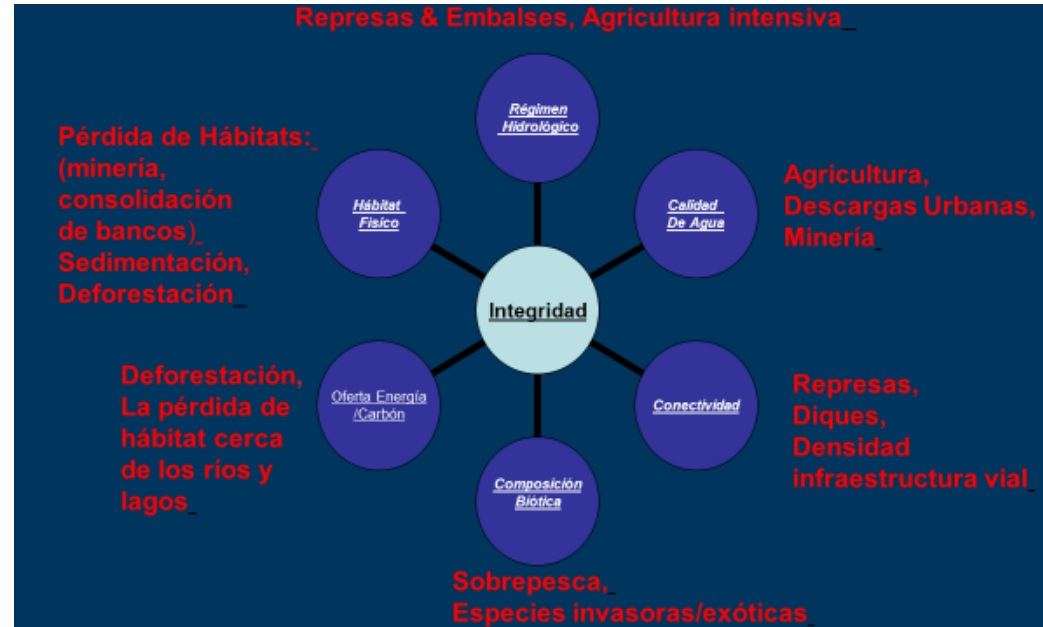 Represas & Embalses, Agricultura intensiva
Régimen
Hidrológico
Pérdida de Hábitats:
(minería,
consolidación
de bancos)
Sedimentación,
Deforestación
Hábitat
Fisico
Calidad
De Agua
Agricultura,
Descargas Urbanas,
Minería
Integridad
Deforestación,
La pérdida de
hábitat cerca
de los ríos y
lagos
Oferta Energía
/Carbón
Conectividad
Represas,
Diques,
Densidad
infraestructura vial
Composición
Biótica
Sobrepesca,
Especies invasoras/exóticas